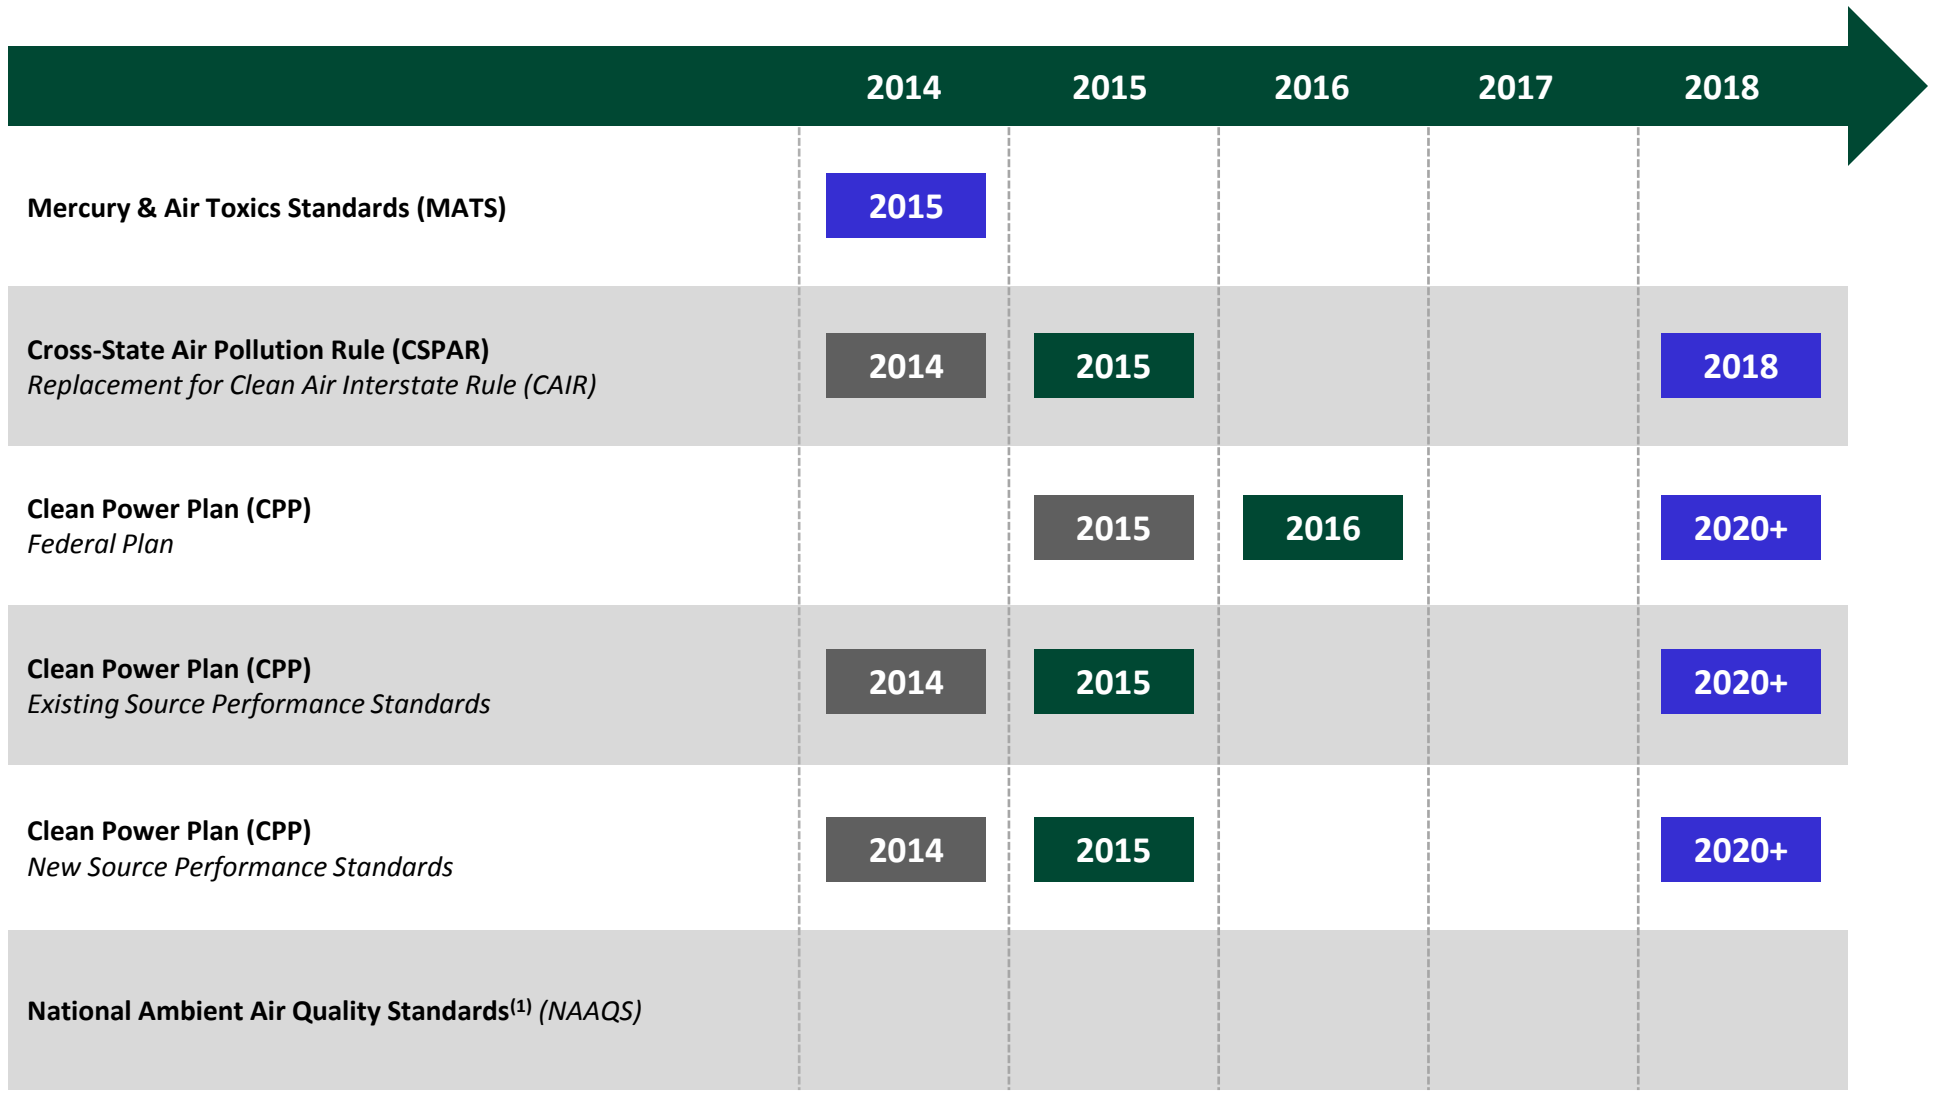 2014 2015 2016 2017 2018
Mercury & Air Toxics Standards (MATS)
2015
Cross-State Air Pollution Rule (CSPAR)
Replacement for Clean Air Interstate Rule (CAIR)
2014 2015 2018
Clean Power Plan (CPP)
Federal Plan
2015 2016 2020+
Clean Power Plan (CPP)
Existing Source Performance Standards
2014 2015 2020+
Clean Power Plan (CPP)
New Source Performance Standards
2014 2015 2020+
National Ambient Air Quality Standards(1) (NAAQS)